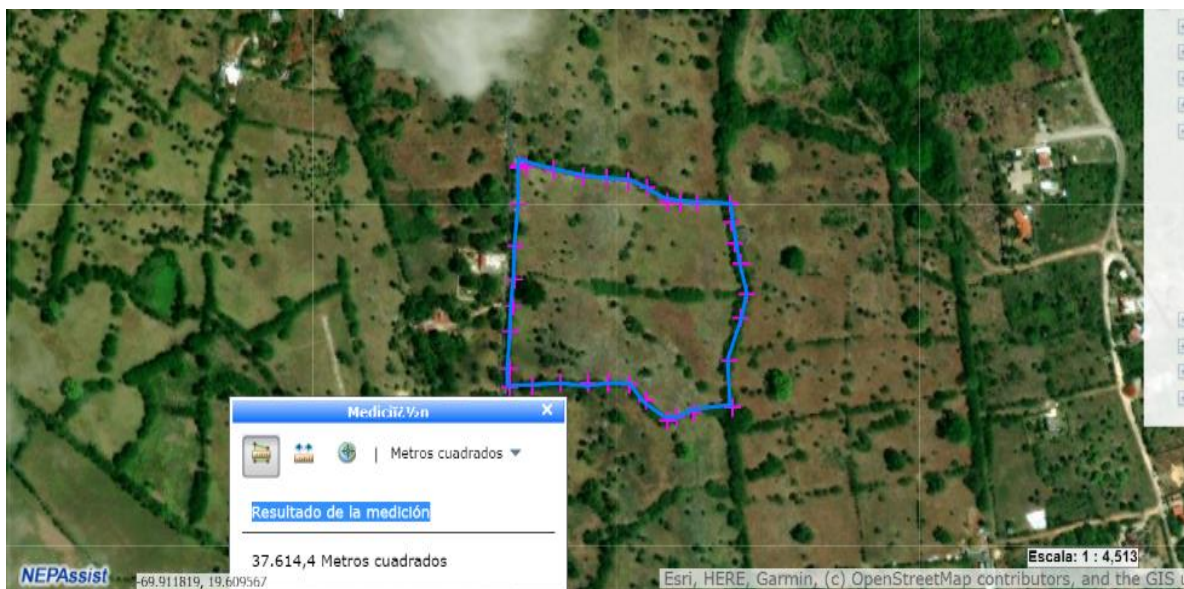 Mediciï¿½n
X
| Metros cuadrados
Resultado de la medición
37.614,4 Metros cuadrados
Escala: 1 : 4,513
NEPAssist
-69.911819, 19.609567
Esri, HERE, Garmin, (c) OpenStreetMap contributors, and the GIS u